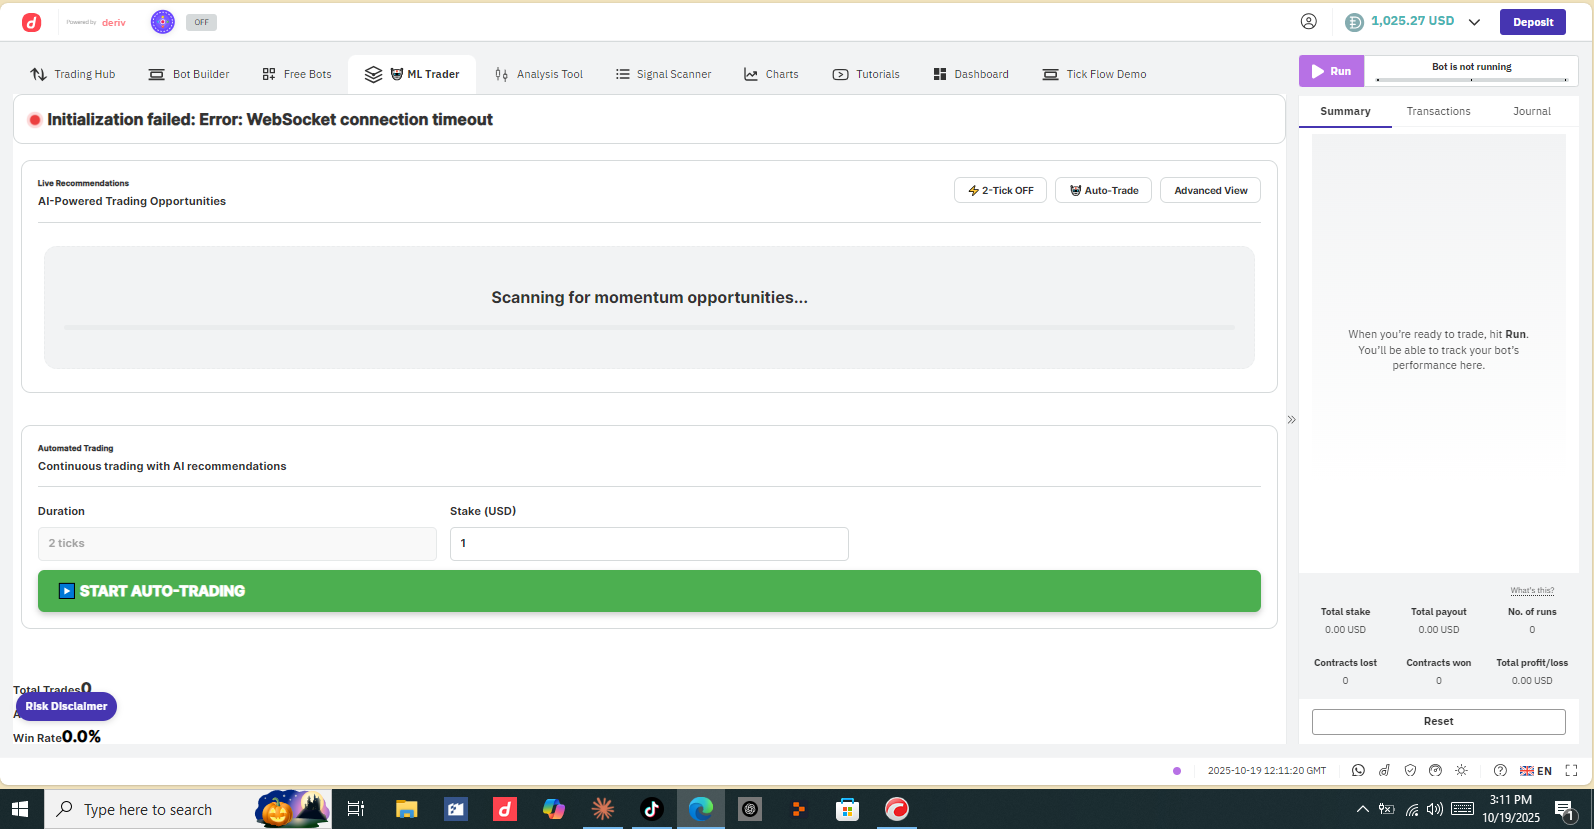 Powered by deriv
OFF
1,025.27 USD
Deposit
Trading Hub
Bot Builder
Free Bots
ML Trader
Analysis Tool
Signal Scanner
Charts
Tutorials
Dashboard
Tick Flow Demo
Run
Bot is not running
Initialization failed: Error: WebSocket connection timeout
Summary
Transactions
Journal
Live Recommendations
AI-Powered Trading Opportunities
2-Tick OFF
Auto-Trade
Advanced View
Scanning for momentum opportunities...
When you're ready to trade, hit Run.
You'll be able to track your bot's
performance here.
Automated Trading
Continuous trading with AI recommendations
Duration
Stake (USD)
2 ticks
1
START AUTO-TRADING
What's this?
Total stake
Total payout
No. of runs
0.00 USD
0.00 USD
0
Contracts lost
Contracts won
Total profit/loss
0
0
0.00 USD
Total Trades0
Risk Disclaimer
Win Rate0.0%
Reset
2025-10-19 12:11:20 GMT
EN
Type here to search
3:11 PM
10/19/2025
1